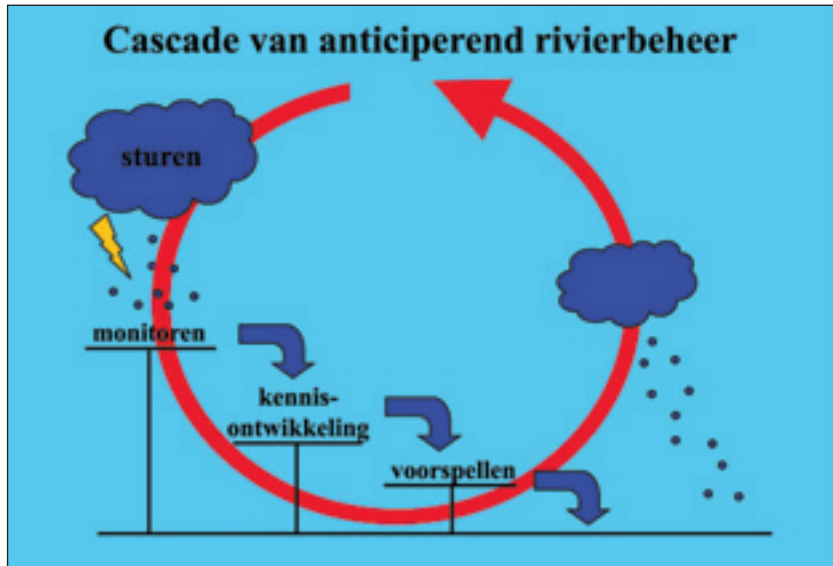 Cascade van anticiperend rivierbeheer
sturen
monitoren
kennis-
ontwikkeling
voorspellen